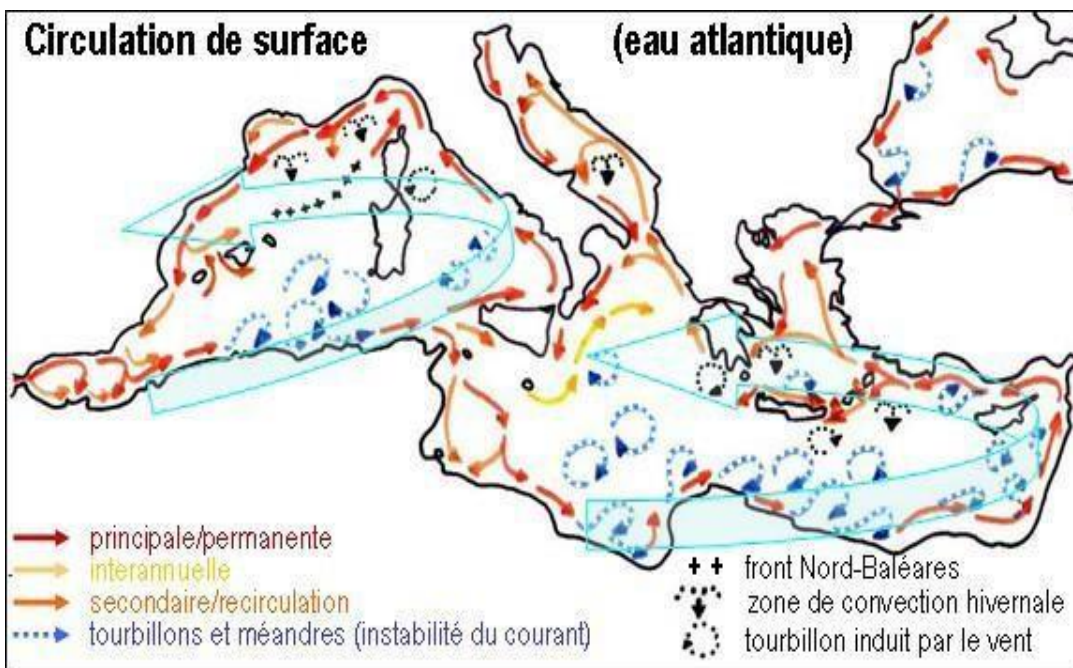 Circulation de surface (eau atlantique)
principale/permanente
interannuelle
secondaire/recirculation
tourbillons et méandres (instabilité du courant)
++ front Nord-Baléares
zone de convection hivernale
tourbillon induit par le vent